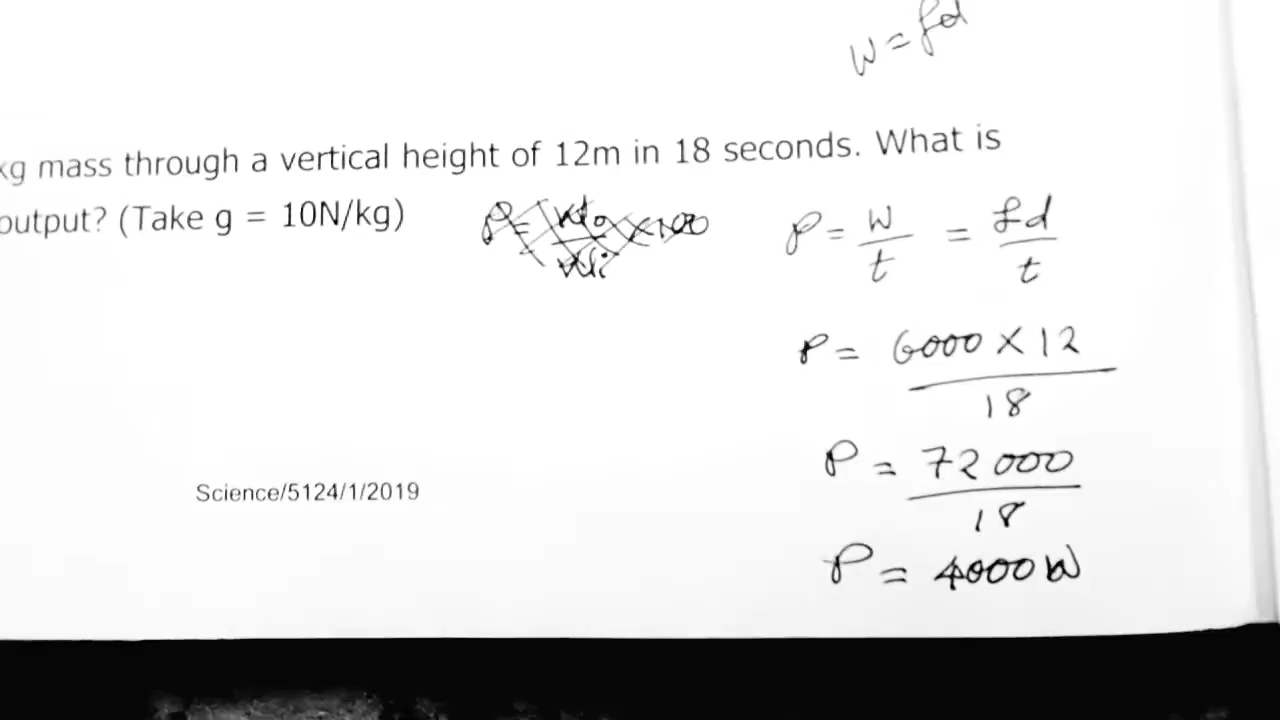 W = fd
kg mass through a vertical height of 12m in 18 seconds. What is
output? (Take g = 10N/kg)
P = W/t = fd/t
P = 6000 × 12
18
P = 72000
18
Science/5124/1/2019
P = 4000W